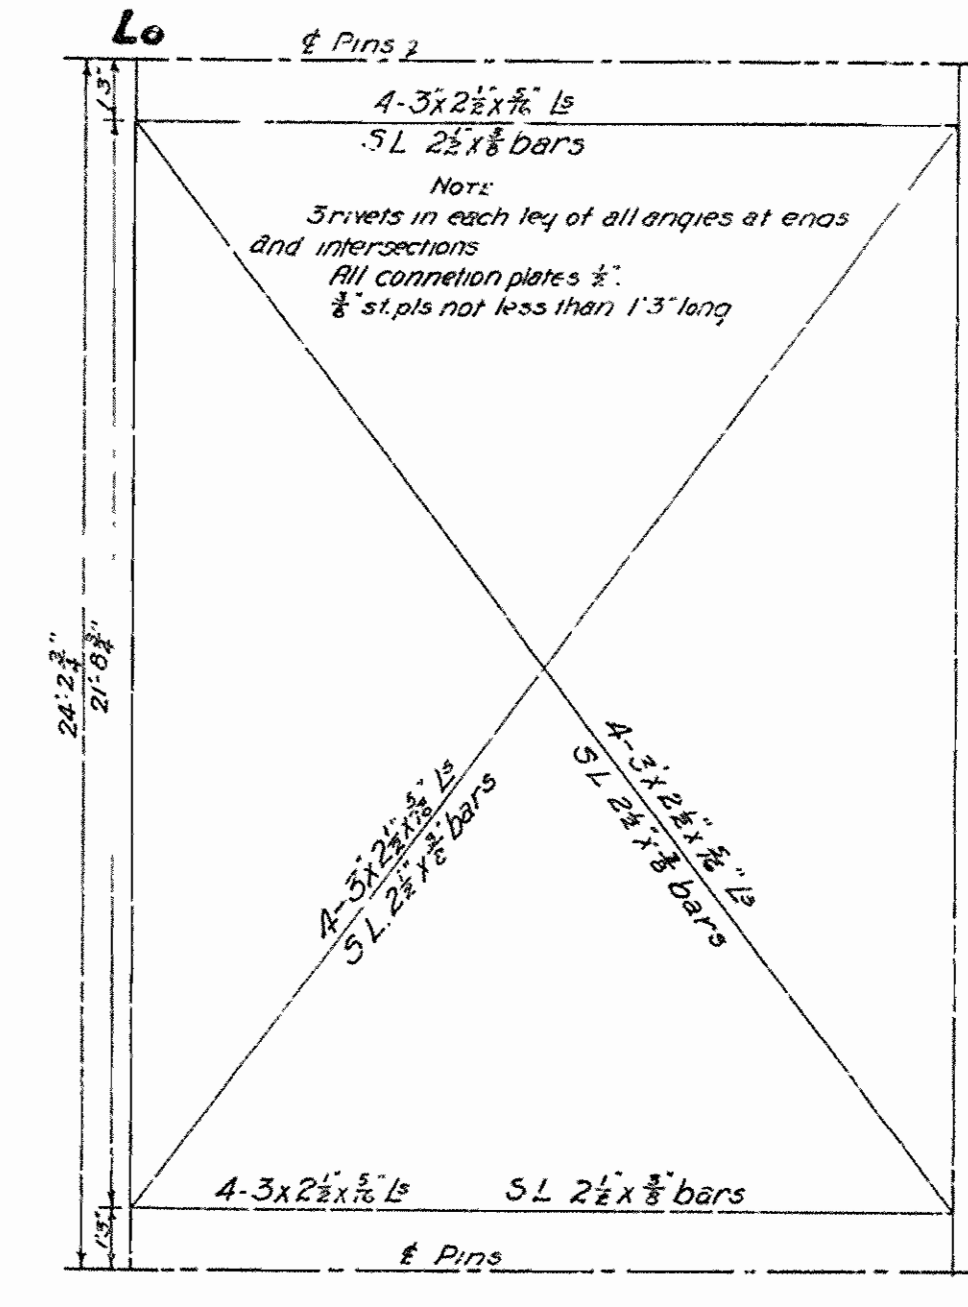 L0
℄ Pins
1'3"
4-3"x2½"x5/16" Ls
SL 2½"x⅜" bars
NOTE
3 rivets in each leg of all angles at ends
and intersections
All connetion plates ½".
⅜" st. pls not less than 1'3" long
24'-2¾"
21'-8¾"
4-3"x2½"x5/16" Ls
SL. 2½"x⅜" bars
4-3"x2½"x5/16" Ls
SL 2½"x⅜" bars
4-3x2½"x5/16" Ls SL 2½"x⅜" bars
1'3"
℄ Pins